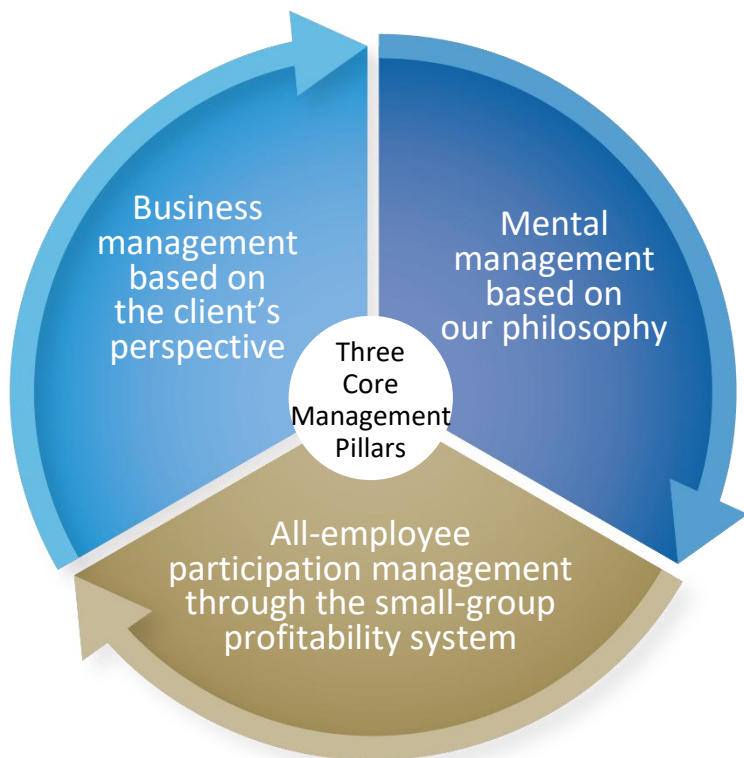 Business
management
based on
the client’s
perspective
Mental
management
based on
our philosophy
Three
Core
Management
Pillars
All-employee
participation management
through the small-group
profitability system